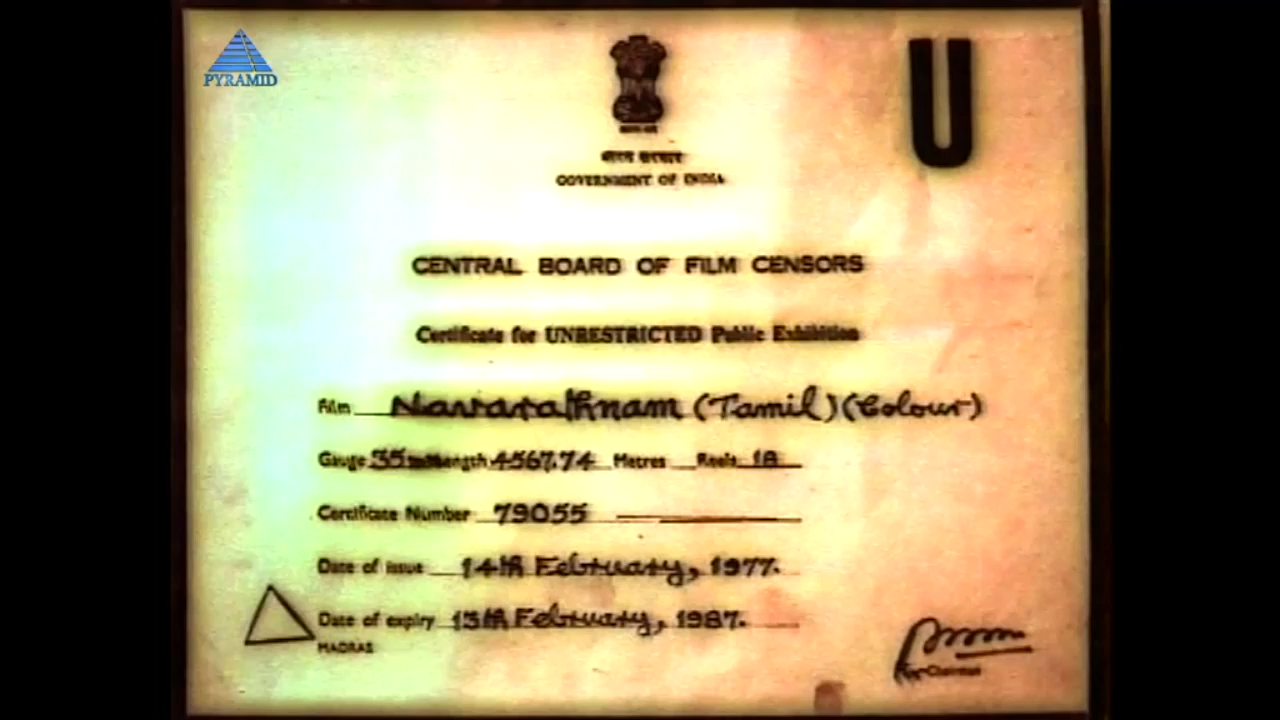 PYRAMID
U
भारत सरकार
GOVERNMENT OF INDIA
CENTRAL BOARD OF FILM CENSORS
Certificate for UNRESTRICTED Public Exhibition
Film Navarathnam (Tamil) (Colour)
Gauge 35mm Length 4567.74 Metres Reels 18
Certificate Number 79055
Date of issue 14th February, 1977.
Date of expiry 13th February, 1987.
MADRAS
Chairman